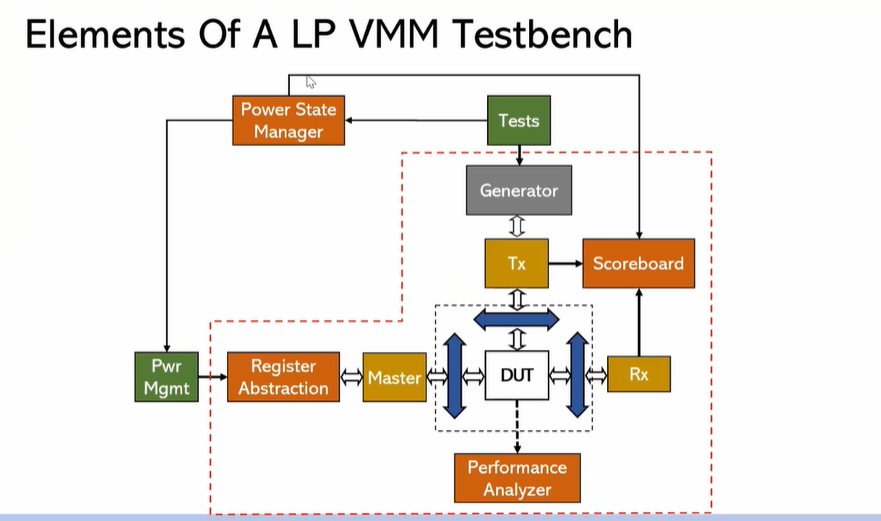 Elements Of A LP VMM Testbench
Power State
Manager
Tests
Generator
Tx
Scoreboard
Pwr
Mgmt
Register
Abstraction
Master
DUT
Rx
Performance
Analyzer